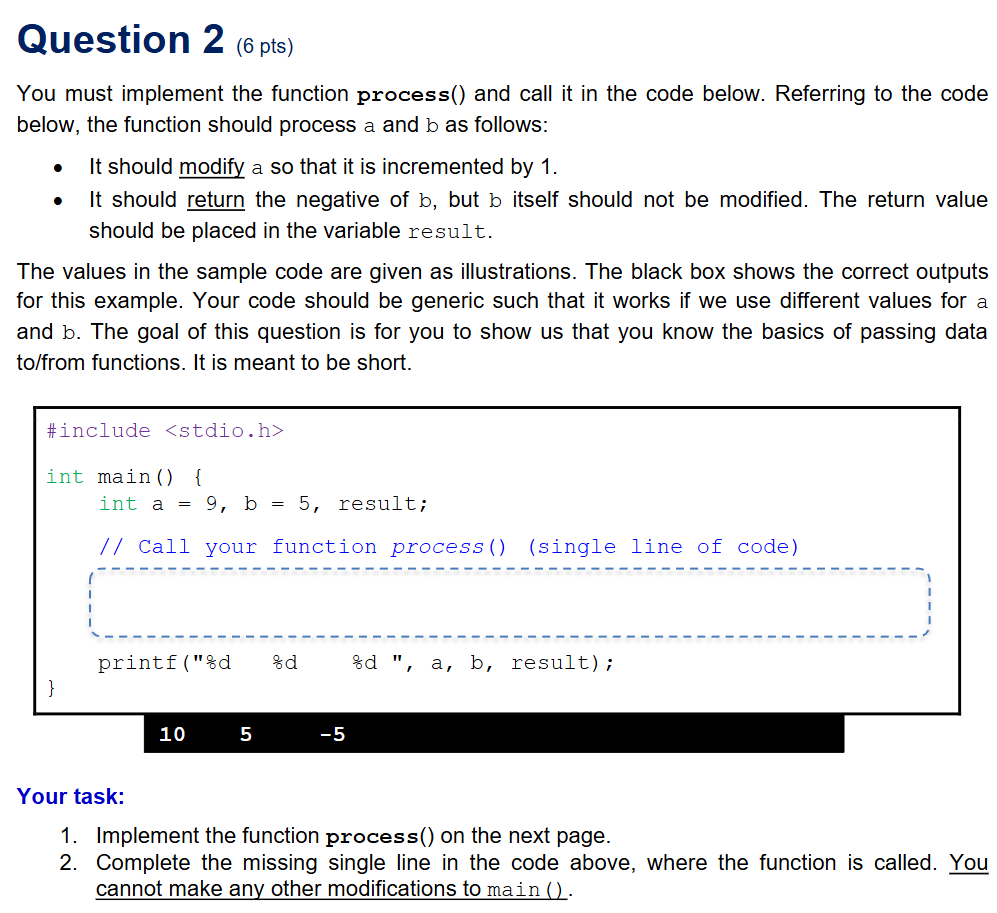 Question 2 (6 pts)
You must implement the function process() and call it in the code below. Referring to the code
below, the function should process a and b as follows:
• It should modify a so that it is incremented by 1.
• It should return the negative of b, but b itself should not be modified. The return value
should be placed in the variable result.
The values in the sample code are given as illustrations. The black box shows the correct outputs
for this example. Your code should be generic such that it works if we use different values for a
and b. The goal of this question is for you to show us that you know the basics of passing data
to/from functions. It is meant to be short.
#include <stdio.h>
int main() {
    int a = 9, b = 5, result;
    // Call your function process() (single line of code)
    printf("%d   %d    %d ", a, b, result);
}
10    5     -5
Your task:
1. Implement the function process() on the next page.
2. Complete the missing single line in the code above, where the function is called. You
cannot make any other modifications to main().